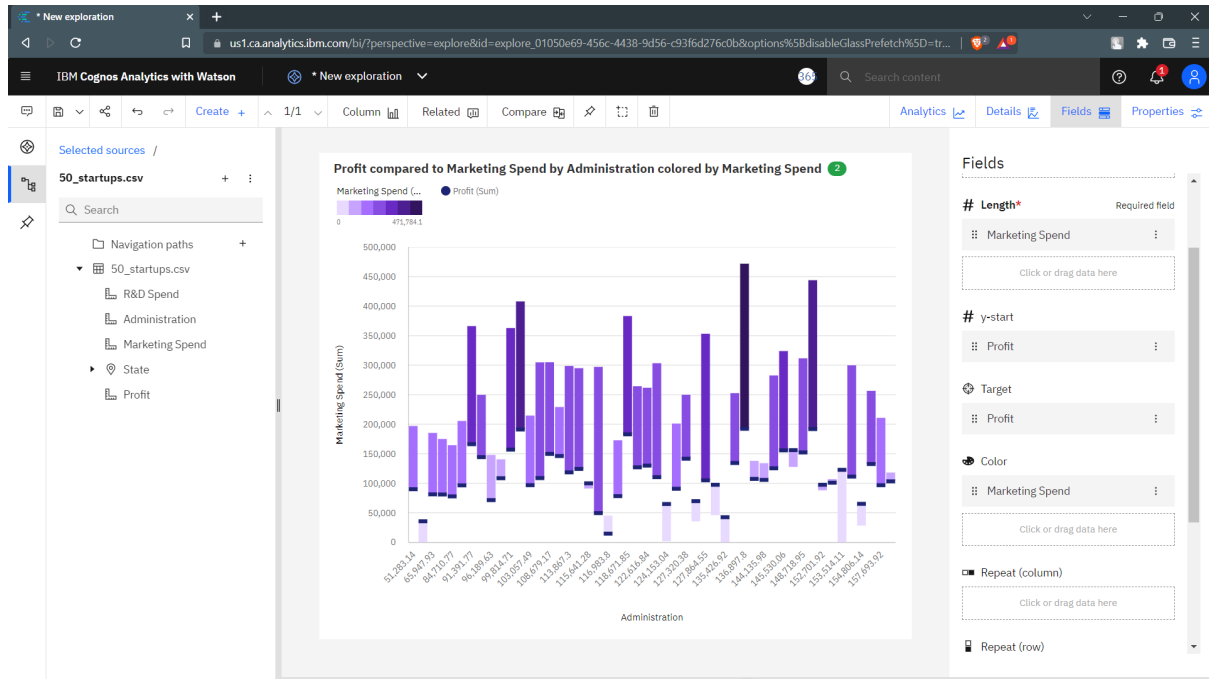 * New exploration
us1.ca.analytics.ibm.com/bi/?perspective=explore&id=explore_01050e69-456c-4438-9d56-c93f6d276c0b&options%5BdisableGlassPrefetch%5D=tr...
2
1
IBM Cognos Analytics with Watson
* New exploration
365
Search content
1
Create +
1/1
Column
Related
Compare
Analytics
Details
Fields
Properties
Selected sources /
50_startups.csv
Search
Navigation paths
50_startups.csv
R&D Spend
Administration
Marketing Spend
State
Profit
Profit compared to Marketing Spend by Administration colored by Marketing Spend 2
Marketing Spend (...
Profit (Sum)
0 471,784.1
Marketing Spend (Sum)
500,000
450,000
400,000
350,000
300,000
250,000
200,000
150,000
100,000
50,000
0
51,283.14
65,947.93
84,710.77
91,391.77
96,189.63
99,814.71
103,057.49
108,679.17
113,867.3
115,641.28
116,983.8
118,671.85
122,616.84
124,153.04
127,320.38
127,864.55
135,426.92
136,897.8
144,135.98
145,530.06
148,718.95
152,701.92
153,514.11
154,806.14
157,693.92
Administration
Fields
# Length*
Required field
Marketing Spend
Click or drag data here
# y-start
Profit
Target
Profit
Color
Marketing Spend
Click or drag data here
Repeat (column)
Click or drag data here
Repeat (row)